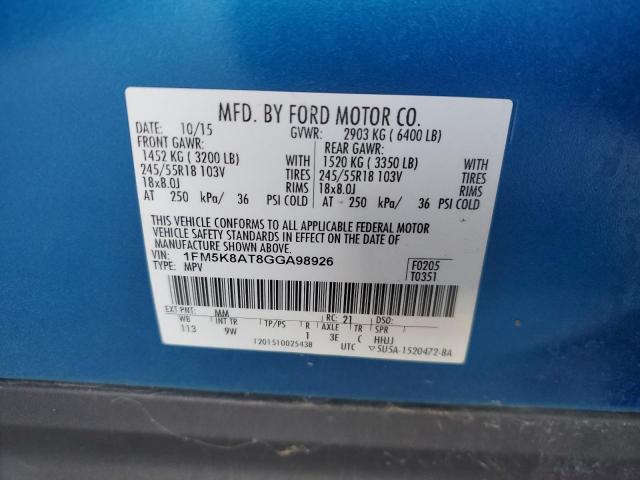 MFD. BY FORD MOTOR CO.
DATE: 10/15 GVWR: 2903 KG ( 6400 LB)
FRONT GAWR: REAR GAWR:
1452 KG ( 3200 LB) WITH 1520 KG ( 3350 LB) WITH
245/55R18 103V TIRES 245/55R18 103V TIRES
18x8.0J RIMS 18x8.0J RIMS
AT 250 kPa/ 36 PSI COLD AT 250 kPa/ 36 PSI COLD
THIS VEHICLE CONFORMS TO ALL APPLICABLE FEDERAL MOTOR
VEHICLE SAFETY STANDARDS IN EFFECT ON THE DATE OF
MANUFACTURE SHOWN ABOVE.
VIN: 1FM5K8AT8GGA98926 F0205
TYPE: MPV T0351
EXT PNT: MM RC: 21 DSO:
WB INT TR TP/PS R AXLE TR SPR
113 9W 1 3E C HHJJ
120151002543B UTC ▽5U5A-1520472-BA